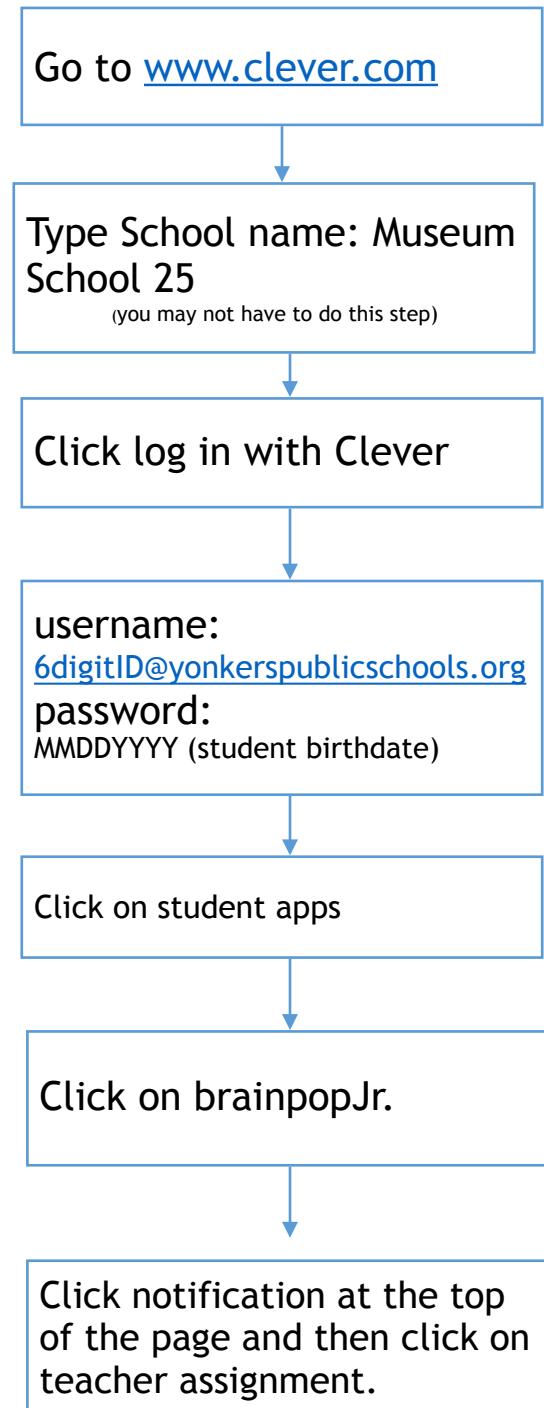 Go to www.clever.com
Type School name: Museum
School 25
(you may not have to do this step)
Click log in with Clever
username:
6digitID@yonkerspublicschools.org
password:
MMDDYYYY (student birthdate)
Click on student apps
Click on brainpopJr.
Click notification at the top
of the page and then click on
teacher assignment.